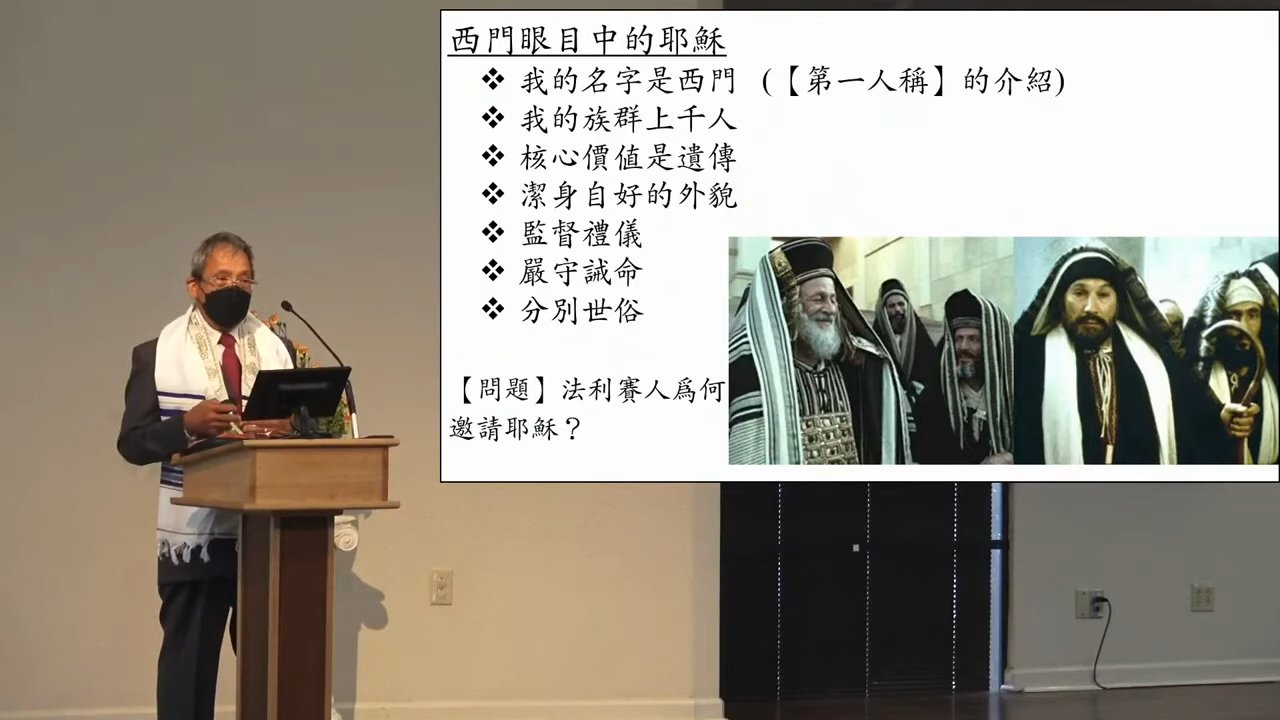 西門眼目中的耶穌
❖ 我的名字是西門 (【第一人稱】的介紹)
❖ 我的族群上千人
❖ 核心價值是遺傳
❖ 潔身自好的外貌
❖ 監督禮儀
❖ 嚴守誡命
❖ 分別世俗
【問題】法利賽人爲何
邀請耶穌？